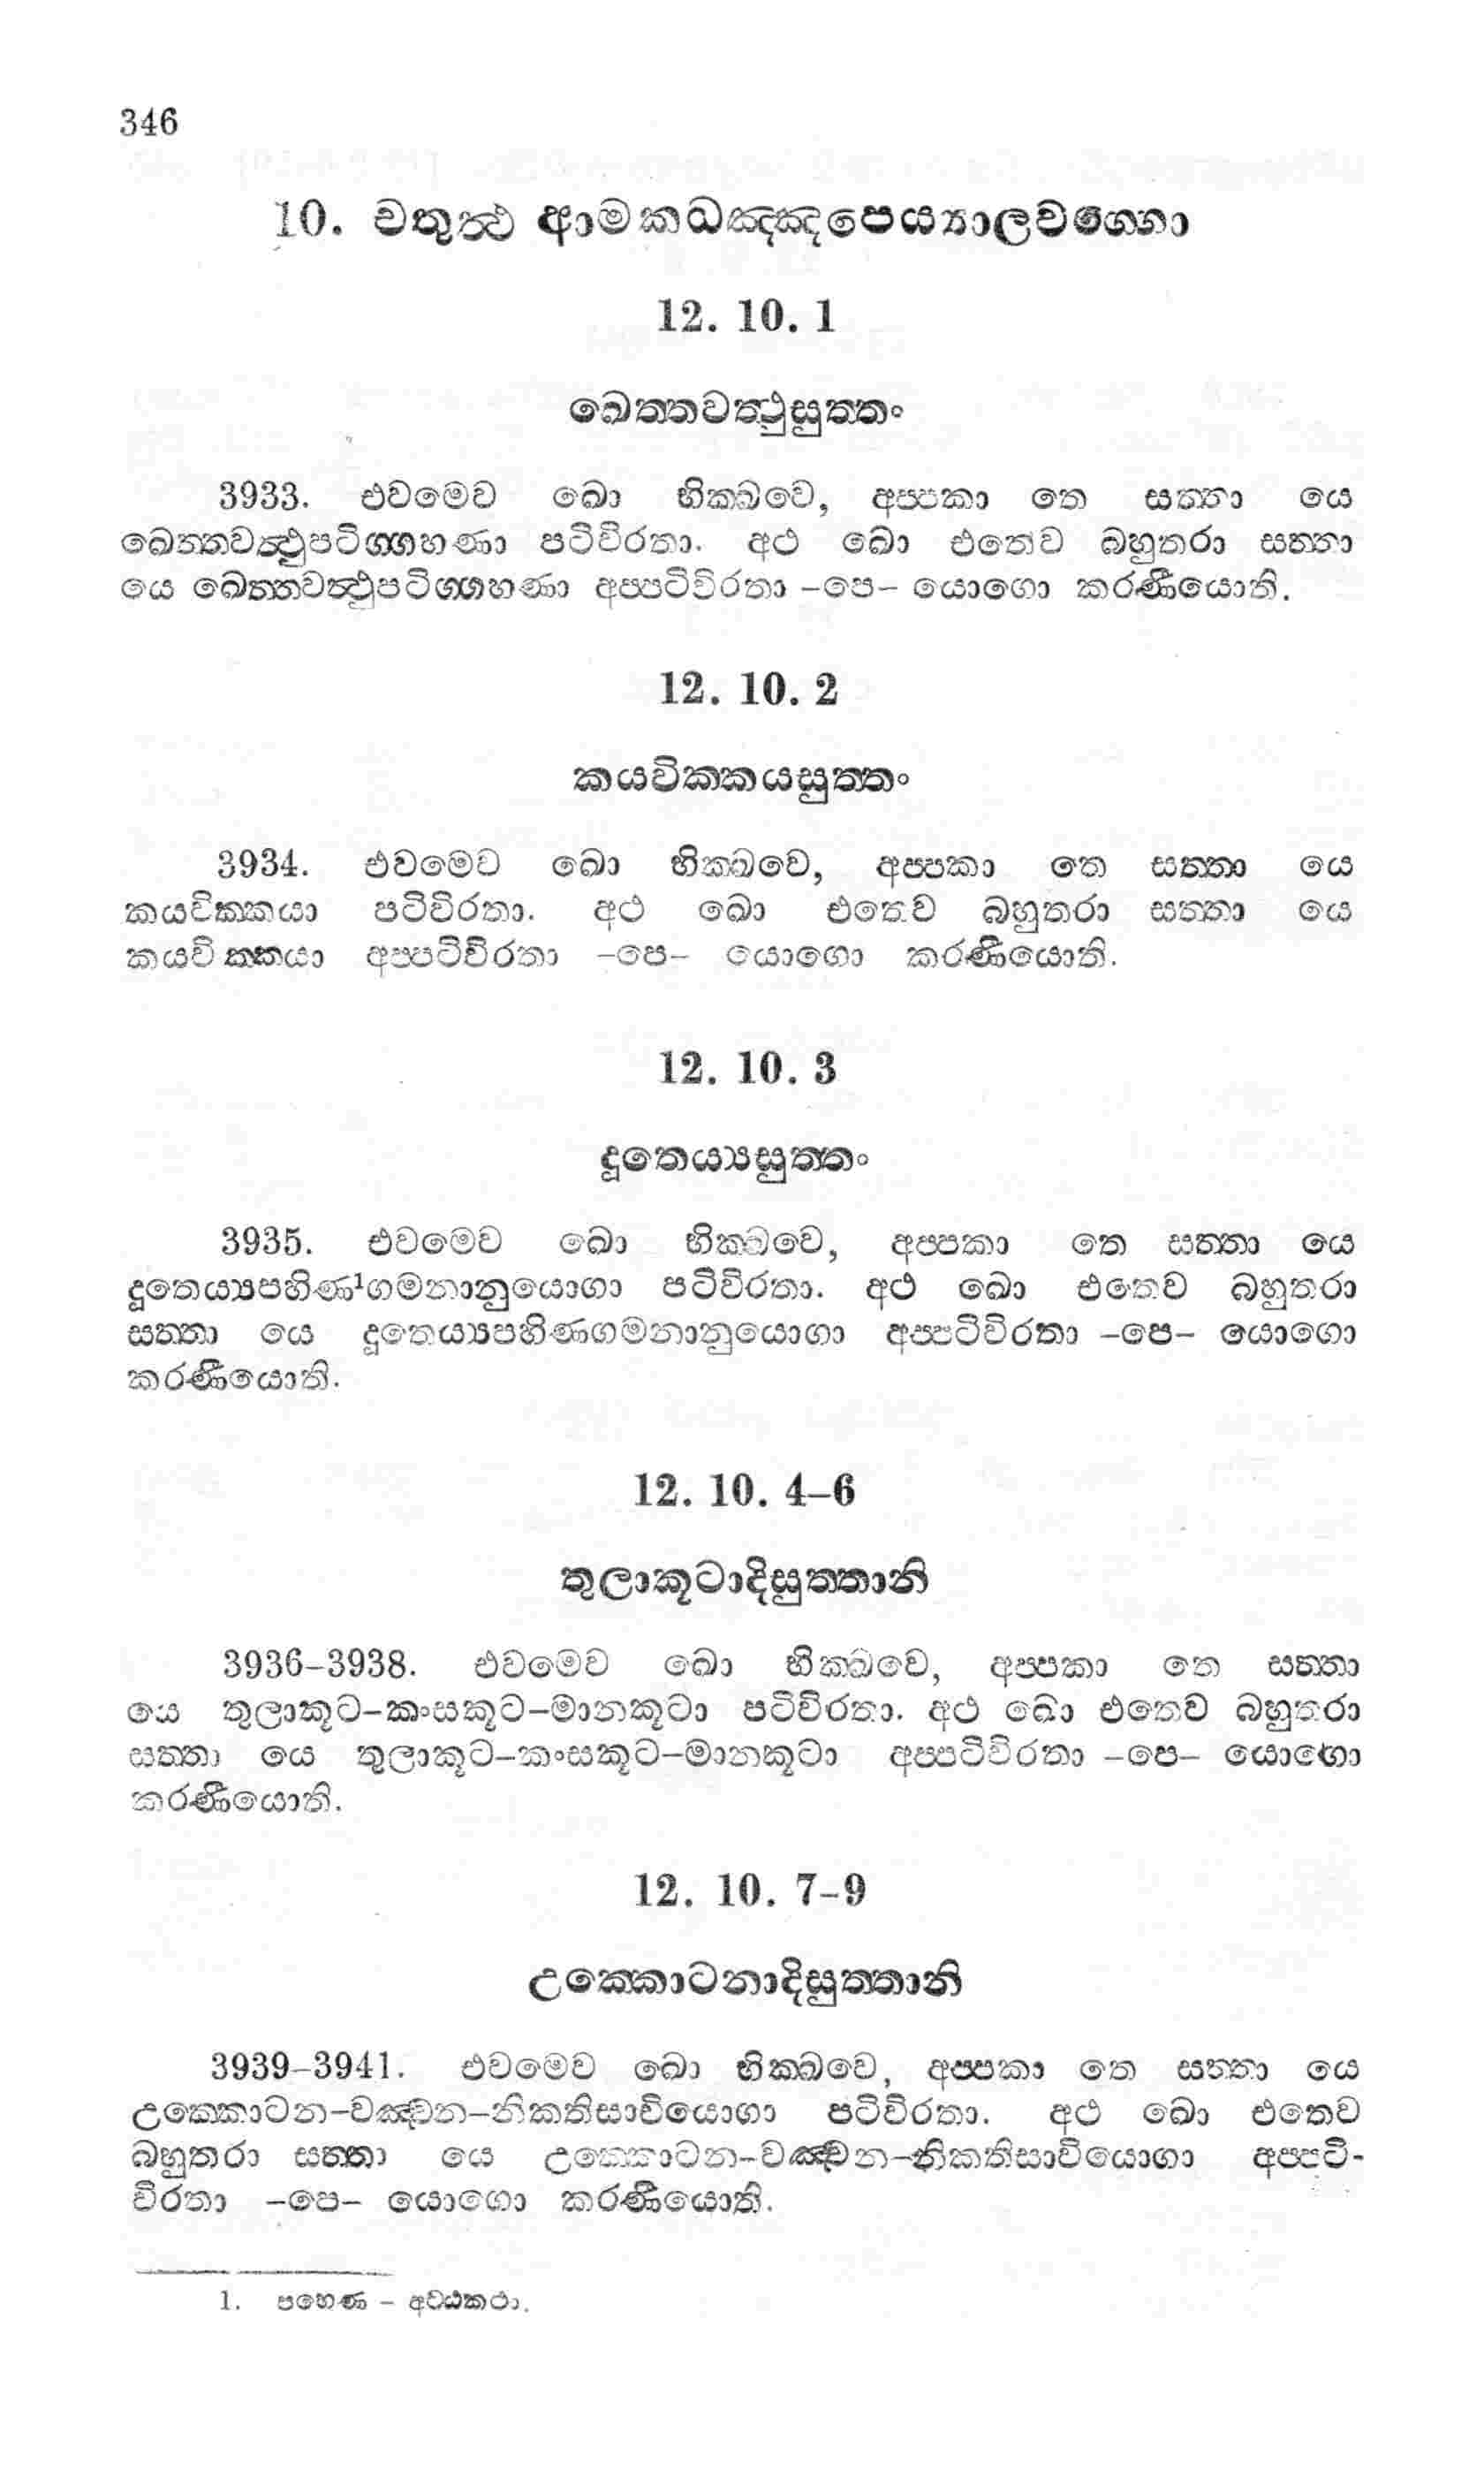 346
10. චතුත්‍ථ ආමකධඤ්ඤපෙය්‍යාලවග්ගො
12. 10. 1
ඛෙත්තවත්‍ථුසුත්තං
3933. එවමෙව ඛො භික්ඛවෙ, අප්පකා තෙ සත්තා යෙ
ඛෙත්තවත්‍ථුපටිග්ගහණා පටිවිරතා. අථ ඛො එතෙව බහුතරා සත්තා
යෙ ඛෙත්තවත්‍ථුපටිග්ගහණා අප්පටිවිරතා –පෙ– යොගො කරණීයොති.
12. 10. 2
කයවික්කයසුත්තං
3934. එවමෙව ඛො භික්ඛවෙ, අප්පකා තෙ සත්තා යෙ
කයවික්කයා පටිවිරතා. අථ ඛො එතෙව බහුතරා සත්තා යෙ
කයවික්කයා අප්පටිවිරතා –පෙ– යොගො කරණීයොති.
12. 10. 3
දූතෙය්‍යසුත්තං
3935. එවමෙව ඛො භික්ඛවෙ, අප්පකා තෙ සත්තා යෙ
දූතෙය්‍යපහිණ¹ගමනානුයොගා පටිවිරතා. අථ ඛො එතෙව බහුතරා
සත්තා යෙ දූතෙය්‍යපහිණගමනානුයොගා අප්පටිවිරතා –පෙ– යොගො
කරණීයොති.
12. 10. 4–6
තුලාකූටාදිසුත්තානි
3936–3938. එවමෙව ඛො භික්ඛවෙ, අප්පකා තෙ සත්තා
යෙ තුලාකූට–කංසකූට–මානකූටා පටිවිරතා. අථ ඛො එතෙව බහුතරා
සත්තා යෙ තුලාකූට–කංසකූට–මානකූටා අප්පටිවිරතා –පෙ– යොගො
කරණීයොති.
12. 10. 7–9
උක්කොටනාදිසුත්තානි
3939–3941. එවමෙව ඛො භික්ඛවෙ, අප්පකා තෙ සත්තා යෙ
උක්කොටන–වඤ්චන–නිකතිසාවියොගා පටිවිරතා. අථ ඛො එතෙව
බහුතරා සත්තා යෙ උක්කොටන–වඤ්චන–නිකතිසාවියොගා අප්පටි-
විරතා –පෙ– යොගො කරණීයොති.
1. පහෙණ – අට්ඨකථා.